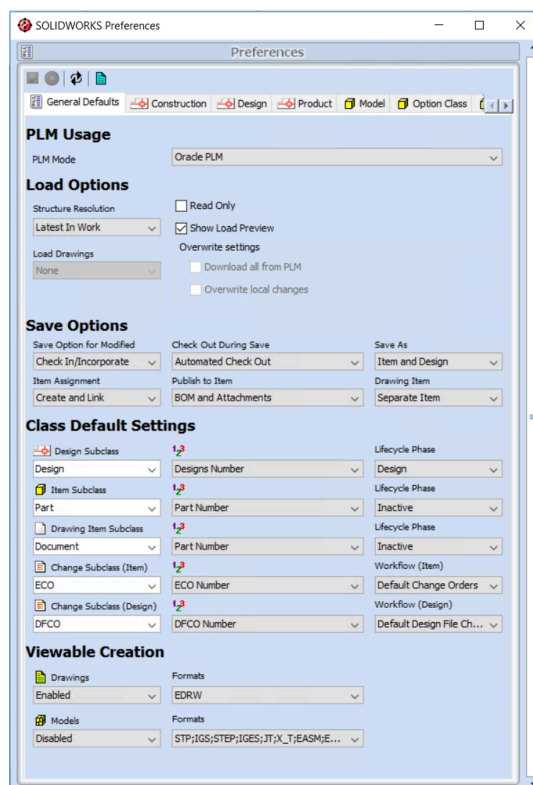 SOLIDWORKS Preferences
Preferences
General Defaults Construction Design Product Model Option Class
PLM Usage
PLM Mode Oracle PLM
Load Options
Structure Resolution Read Only
Latest In Work Show Load Preview
Load Drawings Overwrite settings
None Download all from PLM
Overwrite local changes
Save Options
Save Option for Modified Check Out During Save Save As
Check In/Incorporate Automated Check Out Item and Design
Item Assignment Publish to Item Drawing Item
Create and Link BOM and Attachments Separate Item
Class Default Settings
Design Subclass 123 Lifecycle Phase
Design Designs Number Design
Item Subclass 123 Lifecycle Phase
Part Part Number Inactive
Drawing Item Subclass 123 Lifecycle Phase
Document Part Number Inactive
Change Subclass (Item) 123 Workflow (Item)
ECO ECO Number Default Change Orders
Change Subclass (Design) 123 Workflow (Design)
DFCO DFCO Number Default Design File Ch...
Viewable Creation
Drawings Formats
Enabled EDRW
Models Formats
Disabled STP;IGS;STEP;IGES;JT;X_T;EASM;E...